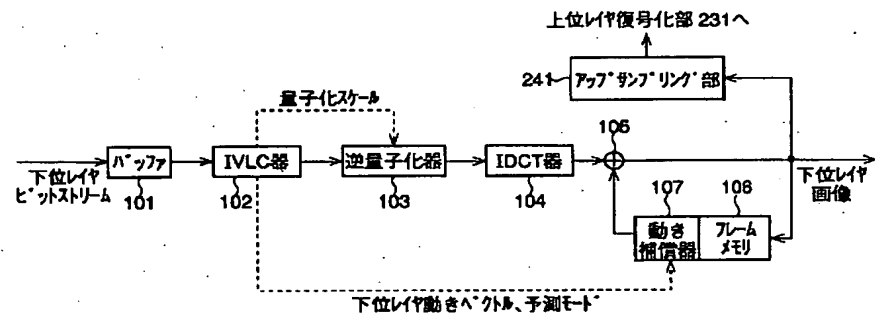 上位レイヤ復号化部 231へ
241
アップサンプリング部
量子化スケール
105
バッファ
IVLC器
逆量子化器
IDCT器
下位レイヤ
ビットストリーム
101
102
103
104
下位レイヤ
画像
107
106
動き
補償器
フレーム
メモリ
下位レイヤ動きベクトル、予測モード